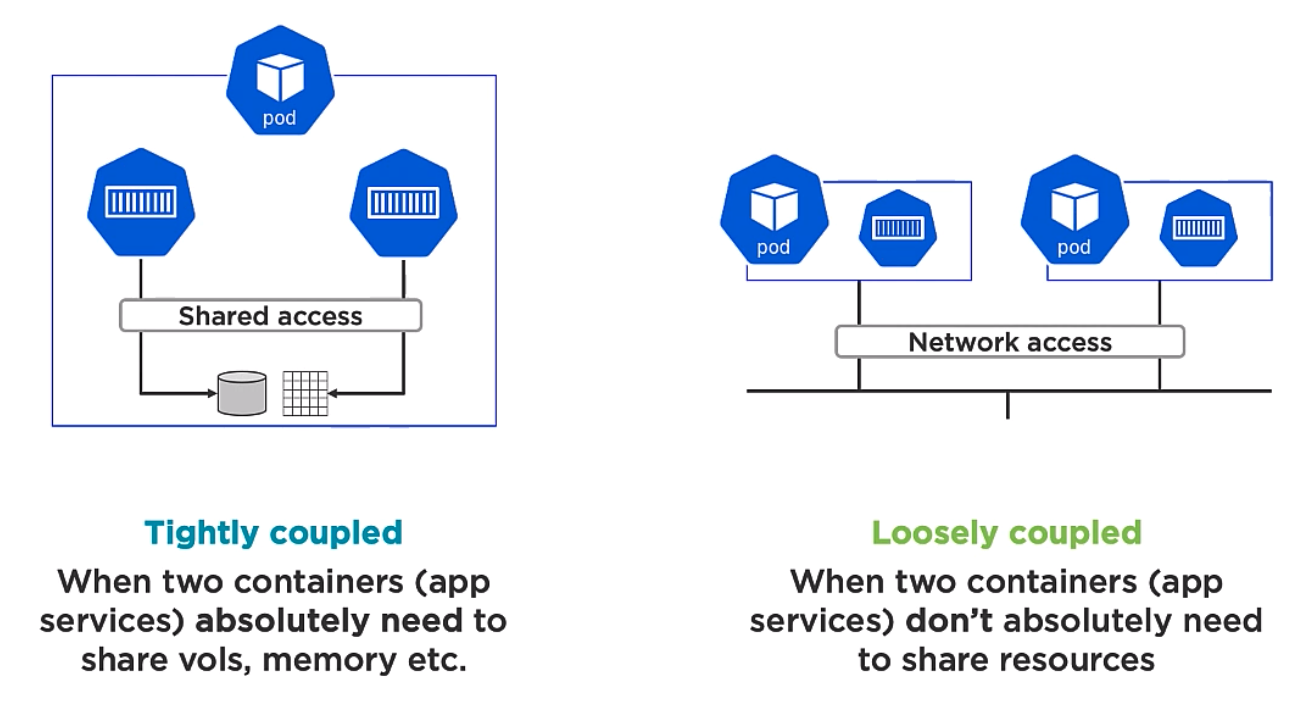 pod
Shared access
Tightly coupled
When two containers (app
services) absolutely need to
share vols, memory etc.
pod
pod
Network access
Loosely coupled
When two containers (app
services) don’t absolutely need
to share resources